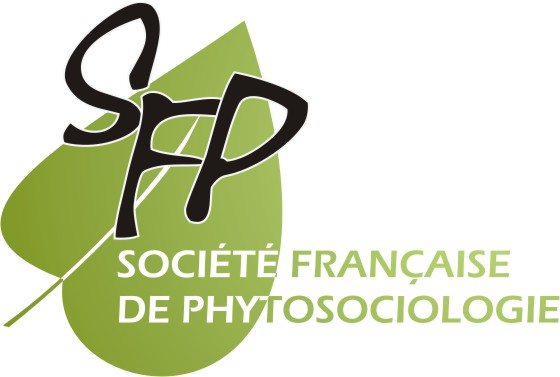 SFP
SOCIÉTÉ FRANÇAISE
DE PHYTOSOCIOLOGIE